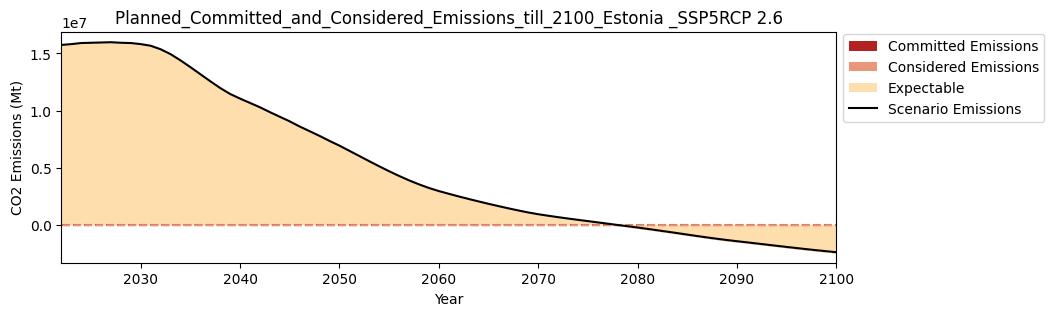 Planned_Committed_and_Considered_Emissions_till_2100_Estonia _SSP5RCP 2.6
1e7
1.5
1.0
0.5
0.0
CO2 Emissions (Mt)
2030 2040 2050 2060 2070 2080 2090 2100
Year
Committed Emissions
Considered Emissions
Expectable
Scenario Emissions